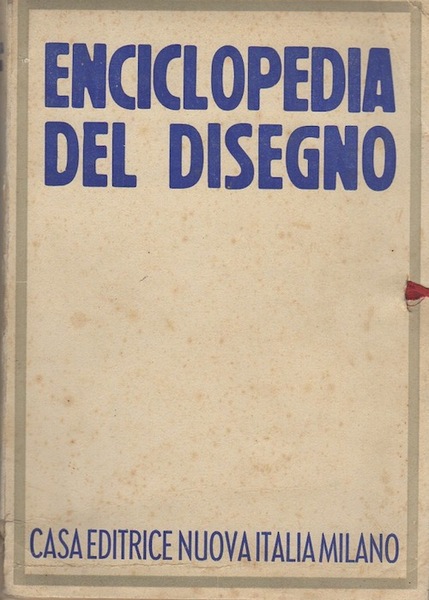 ENCICLOPEDIA
DEL DISEGNO
CASA EDITRICE NUOVA ITALIA MILANO